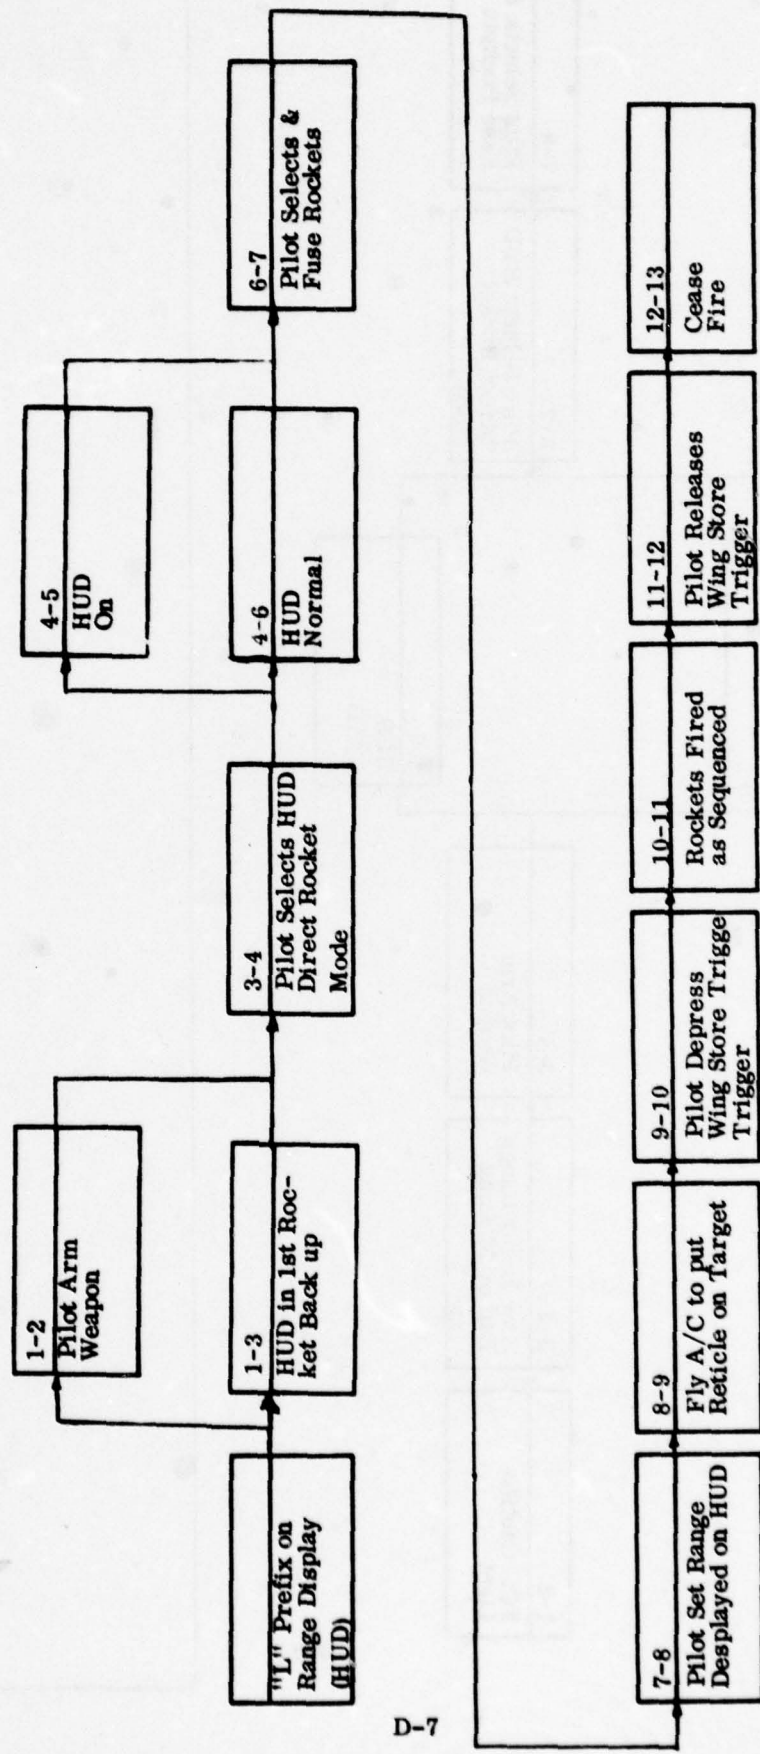 "L" Prefix on
Range Display
(HUD)
1-2
Pilot Arm
Weapon
1-3
HUD in 1st Roc-
ket Back up
3-4
Pilot Selects HUD
Direct Rocket
Mode
4-5
HUD
On
4-6
HUD
Normal
6-7
Pilot Selects &
Fuse Rockets
7-8
Pilot Set Range
Desplayed on HUD
8-9
Fly A/C to put
Reticle on Target
9-10
Pilot Depress
Wing Store Trigge
Trigger
10-11
Rockets Fired
as Sequenced
11-12
Pilot Releases
Wing Store
Trigger
12-13
Cease
Fire
D-7